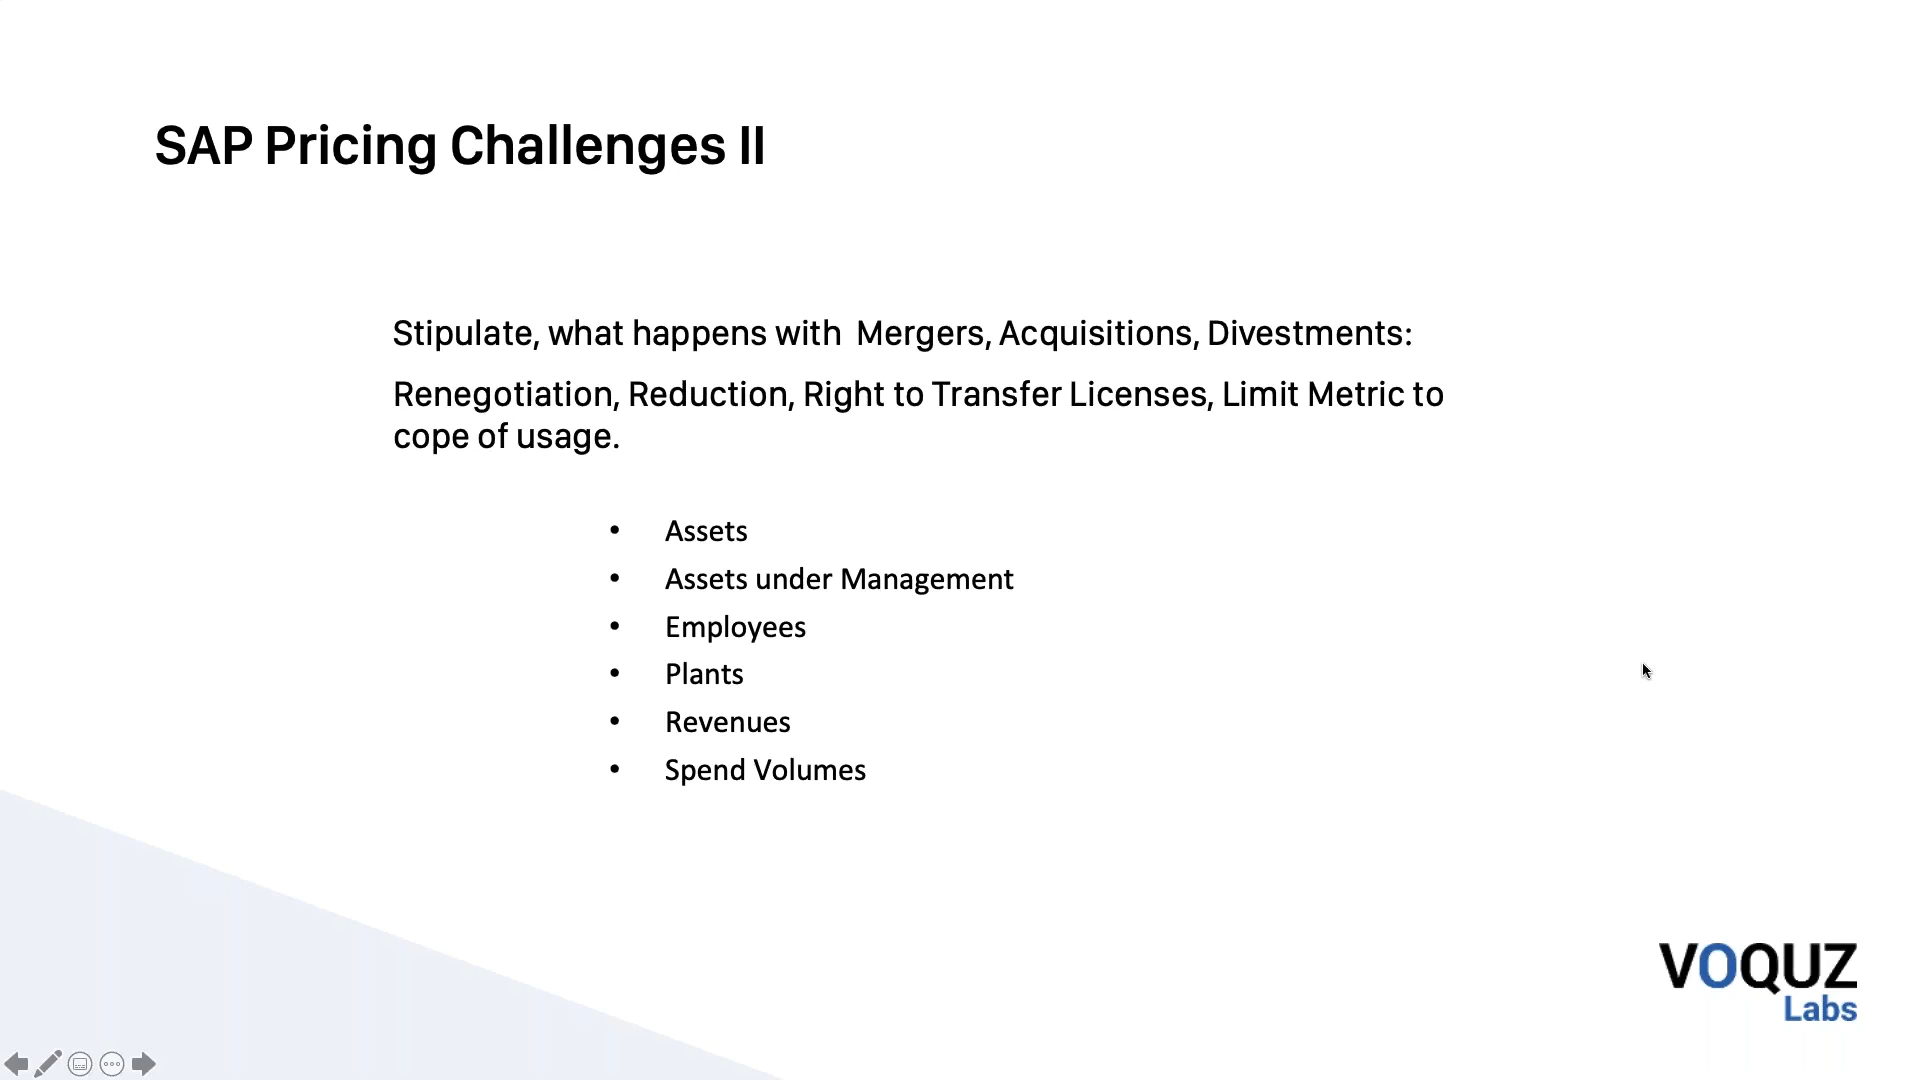 SAP Pricing Challenges II
Stipulate, what happens with  Mergers, Acquisitions, Divestments:
Renegotiation, Reduction, Right to Transfer Licenses, Limit Metric to
cope of usage.
• Assets
• Assets under Management
• Employees
• Plants
• Revenues
• Spend Volumes
VOQUZ
Labs